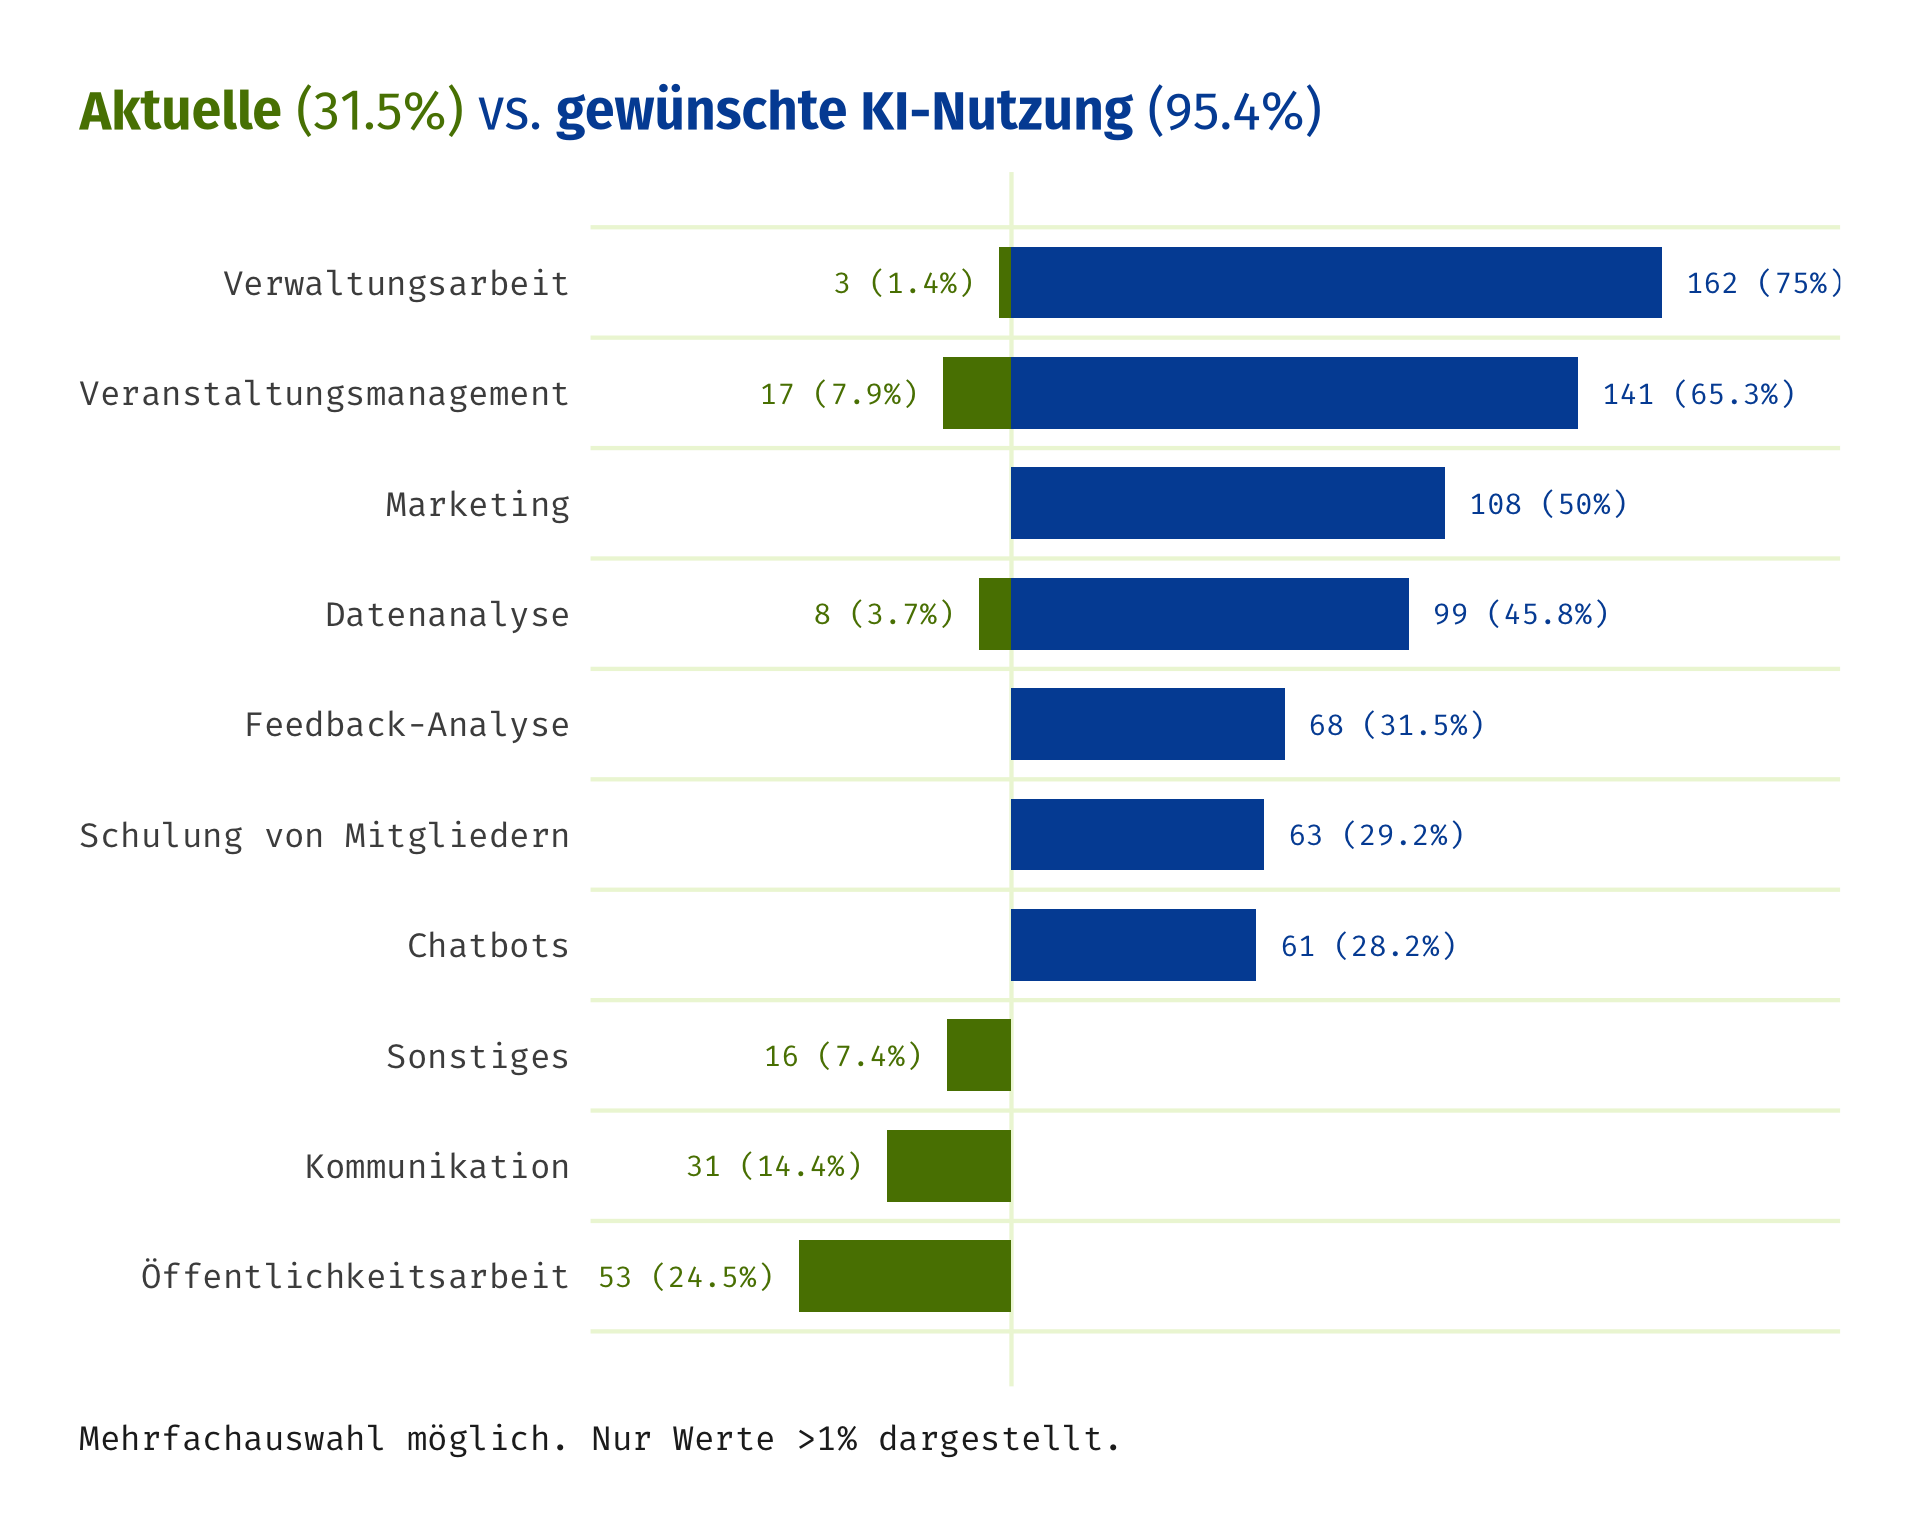 Aktuelle (31.5%) vs. gewünschte KI-Nutzung (95.4%)
Verwaltungsarbeit 3 (1.4%) 162 (75%)
Veranstaltungsmanagement 17 (7.9%) 141 (65.3%)
Marketing 108 (50%)
Datenanalyse 8 (3.7%) 99 (45.8%)
Feedback-Analyse 68 (31.5%)
Schulung von Mitgliedern 63 (29.2%)
Chatbots 61 (28.2%)
Sonstiges 16 (7.4%)
Kommunikation 31 (14.4%)
Öffentlichkeitsarbeit 53 (24.5%)
Mehrfachauswahl möglich. Nur Werte >1% dargestellt.